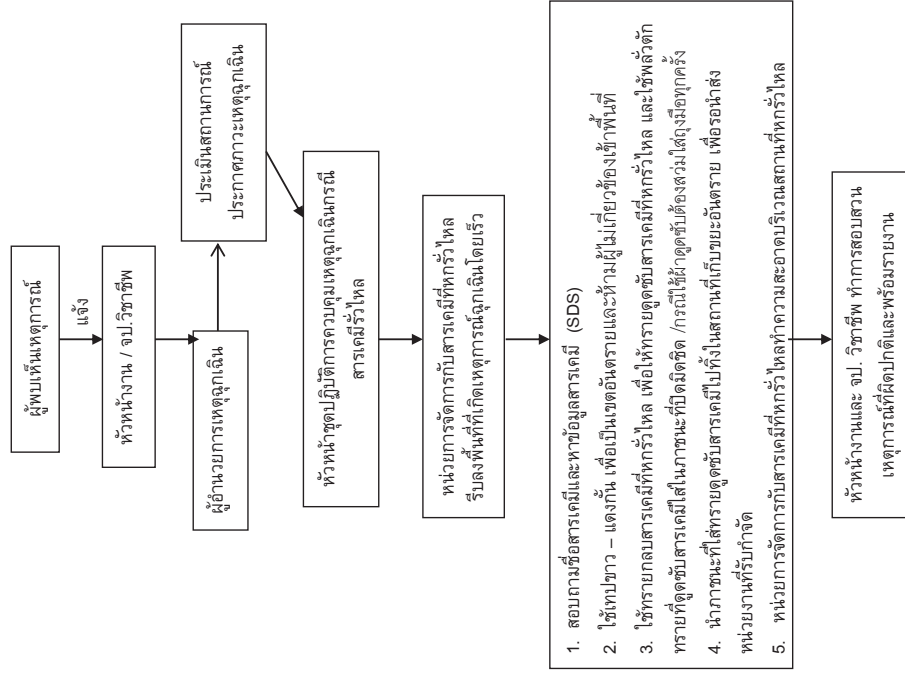 ผู้พบเห็นเหตุการณ์
แจ้ง
หัวหน้างาน / จป.วิชาชีพ
ผู้อำนวยการเหตุฉุกเฉิน
ประเมินสถานการณ์
ประกาศภาวะเหตุฉุกเฉิน
หัวหน้าชุดปฏิบัติการควบคุมเหตุฉุกเฉินกรณี
สารเคมีรั่วไหล
หน่วยการจัดการกับสารเคมีที่หกรั่วไหล
รีบลงพื้นที่ที่เกิดเหตุการณ์ฉุกเฉินโดยเร็ว
1. สอบถามชื่อสารเคมีและหาข้อมูลสารเคมี (SDS)
2. ใช้เทปขาว – แดงกั้น เพื่อเป็นเขตอันตรายและห้ามผู้ไม่เกี่ยวข้องเข้าพื้นที่
3. ใช้ทรายกลบสารเคมีที่หกรั่วไหล เพื่อให้ทรายดูดซับสารเคมีที่หกรั่วไหล และใช้พลั่วตัก
ทรายที่ดูดซับสารเคมีใส่ในภาชนะที่ปิดมิดชิด /กรณีใช้ผ้าดูดซับต้องสวมใส่ถุงมือทุกครั้ง
4. นำภาชนะที่ใส่ทรายดูดซับสารเคมีไปทิ้งในสถานที่เก็บขยะอันตราย เพื่อรอนำส่ง
หน่วยงานที่รับกำจัด
5. หน่วยการจัดการกับสารเคมีที่หกรั่วไหลทำความสะอาดบริเวณสถานที่หกรั่วไหล
หัวหน้างานและ จป. วิชาชีพ ทำการสอบสวน
เหตุการณ์ที่ผิดปกติและพร้อมรายงาน